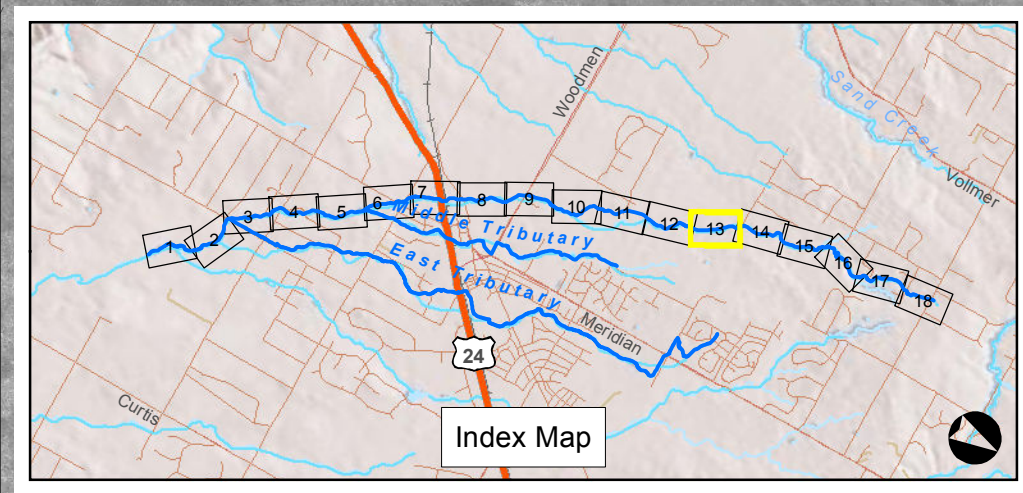 Woodmen
Sand Creek
Vollmer
1
2
3
4
5
6
7
8
9
10
11
12
13
14
15
16
17
18
Middle Tributary
East Tributary
Meridian
24
Curtis
Index Map